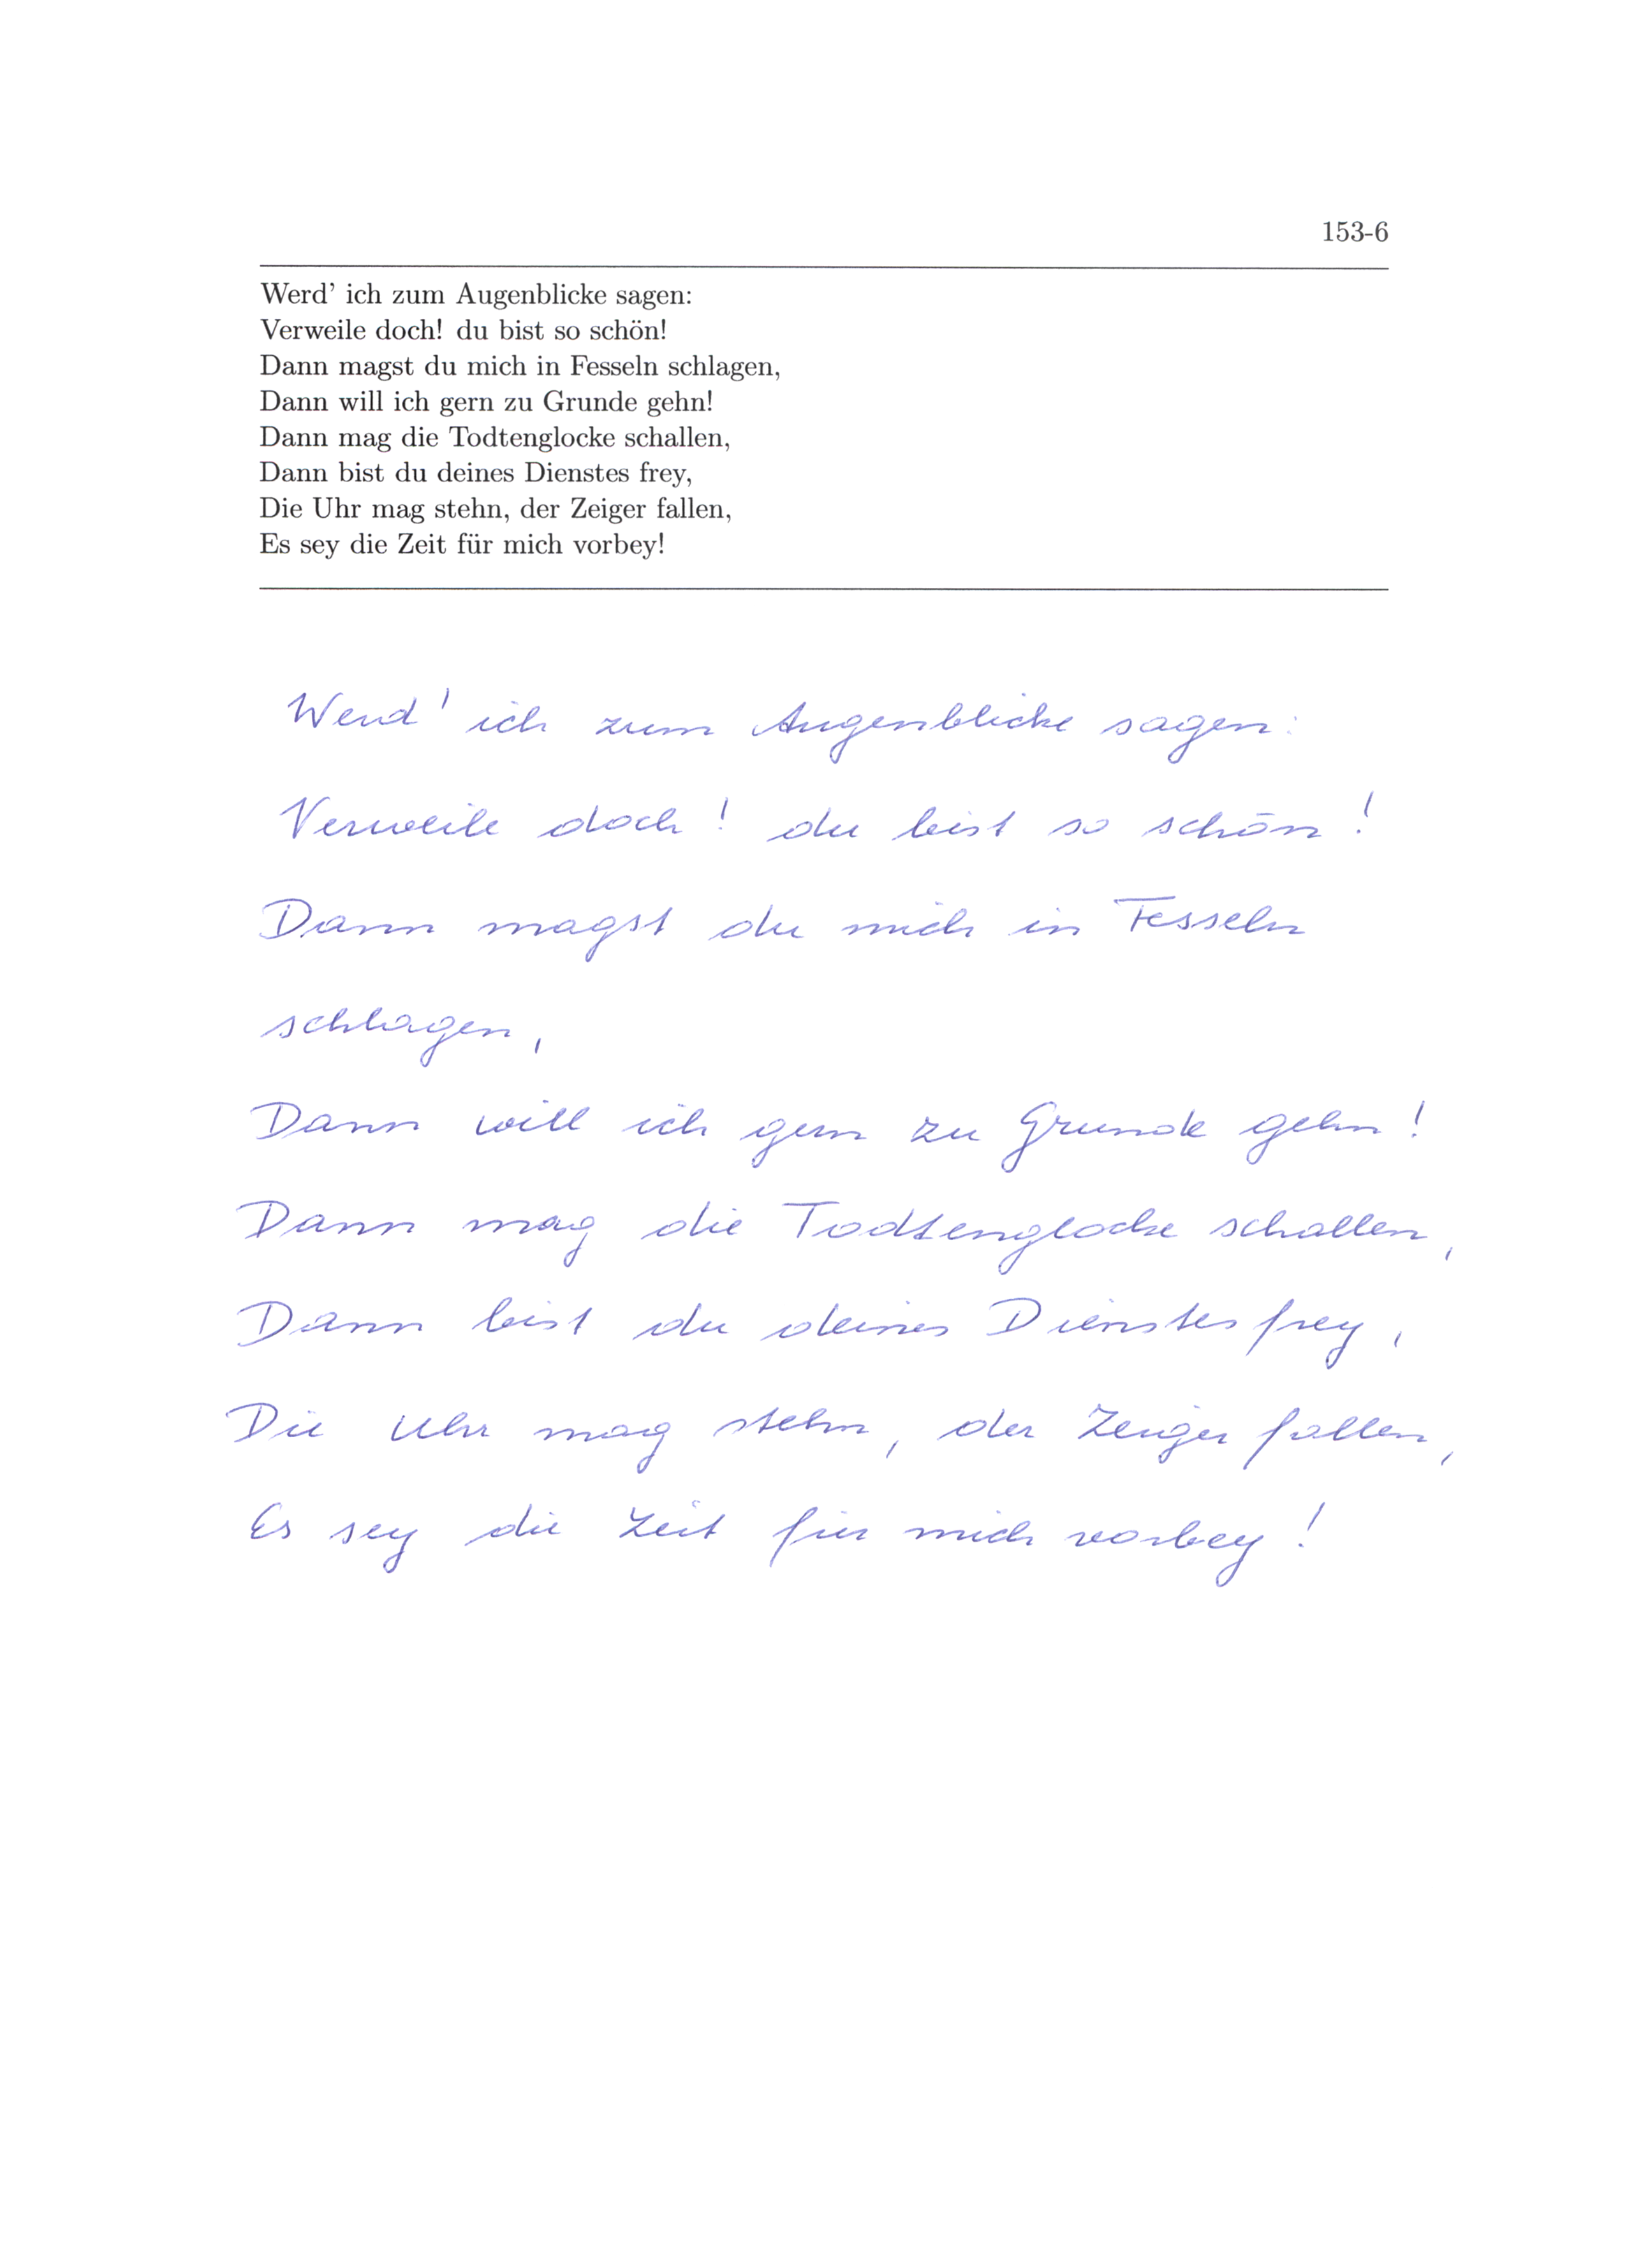 153-6
Werd' ich zum Augenblicke sagen:
Verweile doch! du bist so schön!
Dann magst du mich in Fesseln schlagen,
Dann will ich gern zu Grunde gehn!
Dann mag die Todtenglocke schallen,
Dann bist du deines Dienstes frey,
Die Uhr mag stehn, der Zeiger fallen,
Es sey die Zeit für mich vorbey!
Werd' ich zum Augenblicke sagen:
Verweile doch! du bist so schön!
Dann magst du mich in Fesseln
schlagen,
Dann will ich gern zu Grunde gehn!
Dann mag die Todtenglocke schallen,
Dann bist du deines Dienstes frey,
Die Uhr mag stehn, der Zeiger fallen,
Es sey die Zeit für mich vorbey!